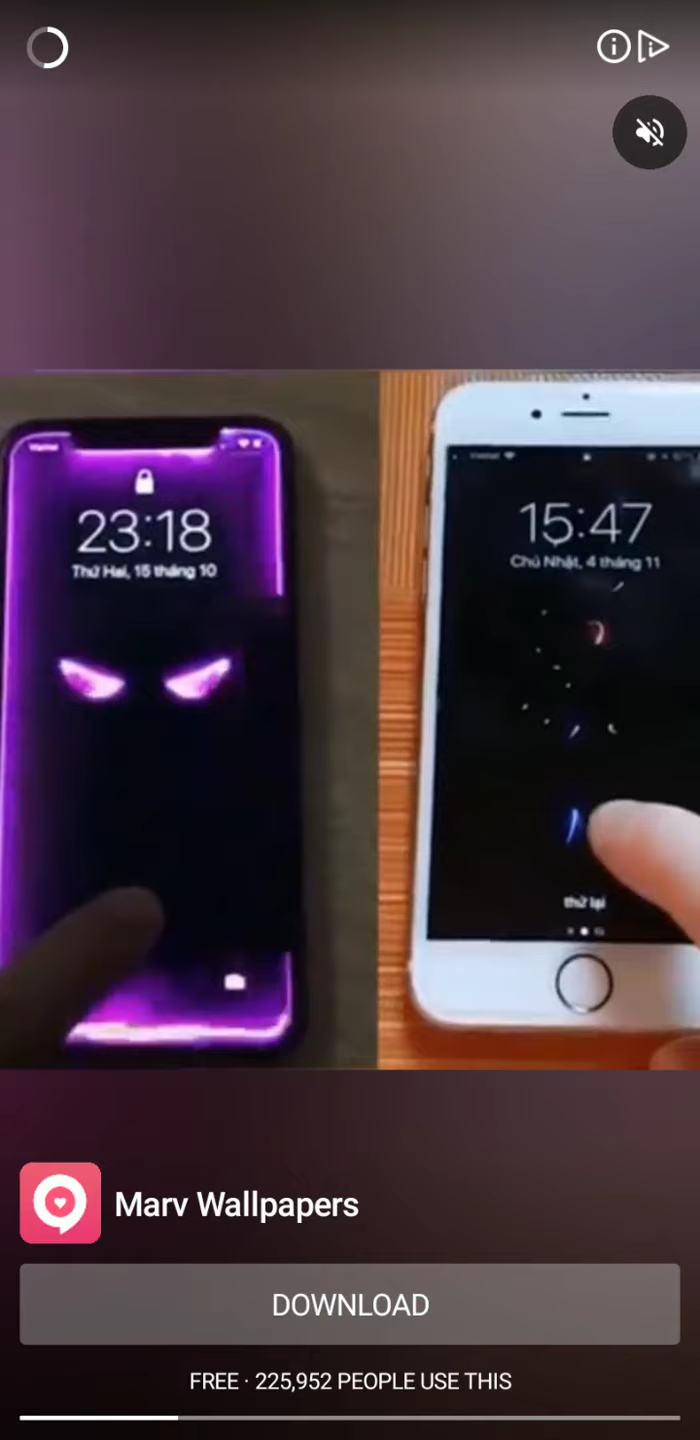 23:18
Thứ Hai, 15 tháng 10
15:47
Chủ Nhật, 4 tháng 11
thử lại
Marv Wallpapers
DOWNLOAD
FREE · 225,952 PEOPLE USE THIS